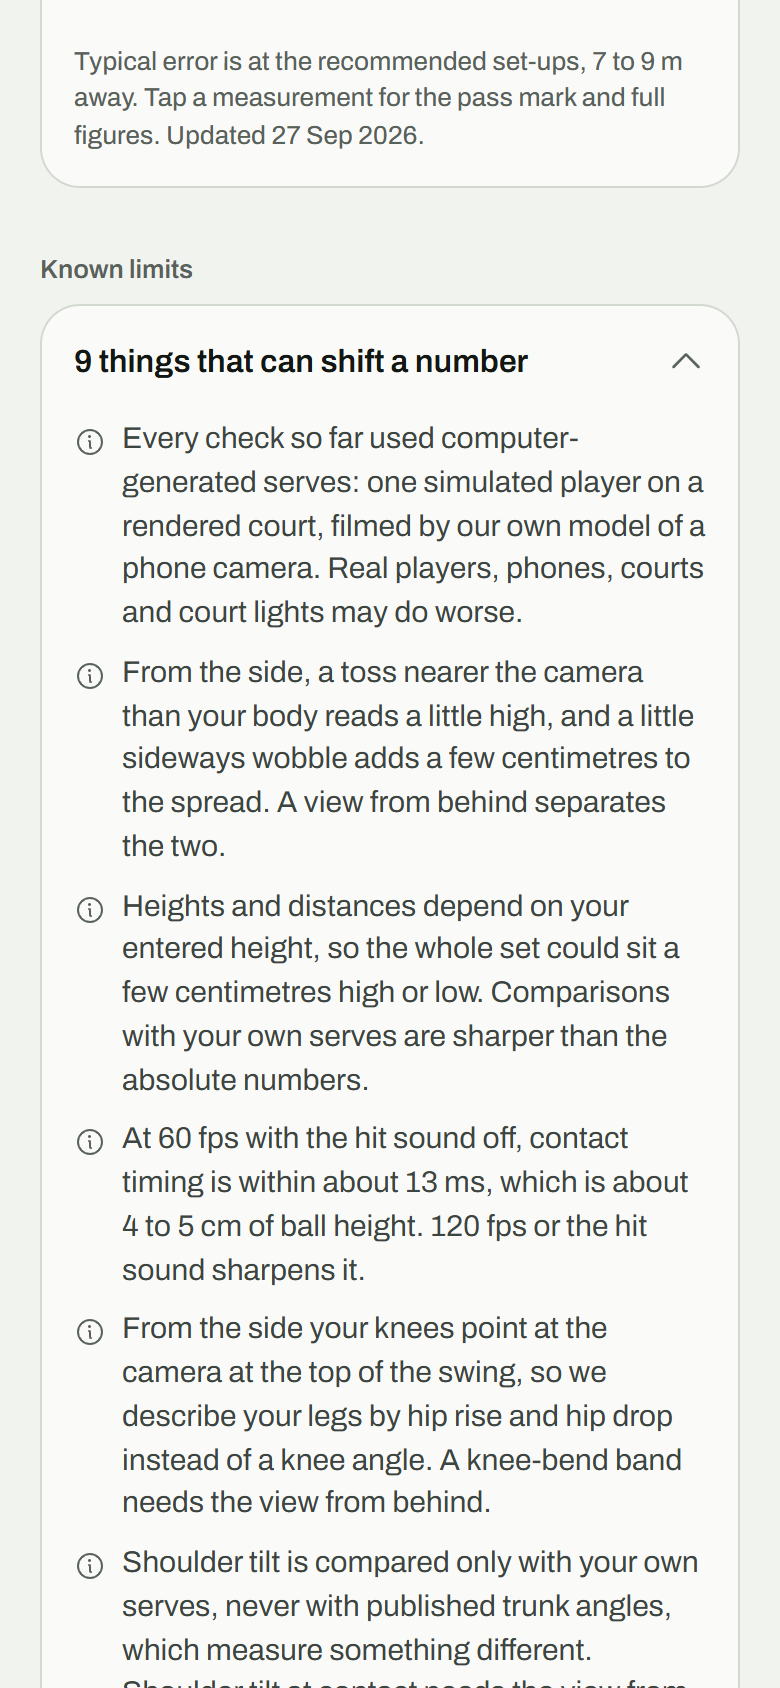 Typical error is at the recommended set-ups, 7 to 9 m
away. Tap a measurement for the pass mark and full
figures. Updated 27 Sep 2026.
Known limits
9 things that can shift a number
Every check so far used computer-
generated serves: one simulated player on a
rendered court, filmed by our own model of a
phone camera. Real players, phones, courts
and court lights may do worse.
From the side, a toss nearer the camera
than your body reads a little high, and a little
sideways wobble adds a few centimetres to
the spread. A view from behind separates
the two.
Heights and distances depend on your
entered height, so the whole set could sit a
few centimetres high or low. Comparisons
with your own serves are sharper than the
absolute numbers.
At 60 fps with the hit sound off, contact
timing is within about 13 ms, which is about
4 to 5 cm of ball height. 120 fps or the hit
sound sharpens it.
From the side your knees point at the
camera at the top of the swing, so we
describe your legs by hip rise and hip drop
instead of a knee angle. A knee-bend band
needs the view from behind.
Shoulder tilt is compared only with your own
serves, never with published trunk angles,
which measure something different.
Shoulder tilt at contact needs the view from